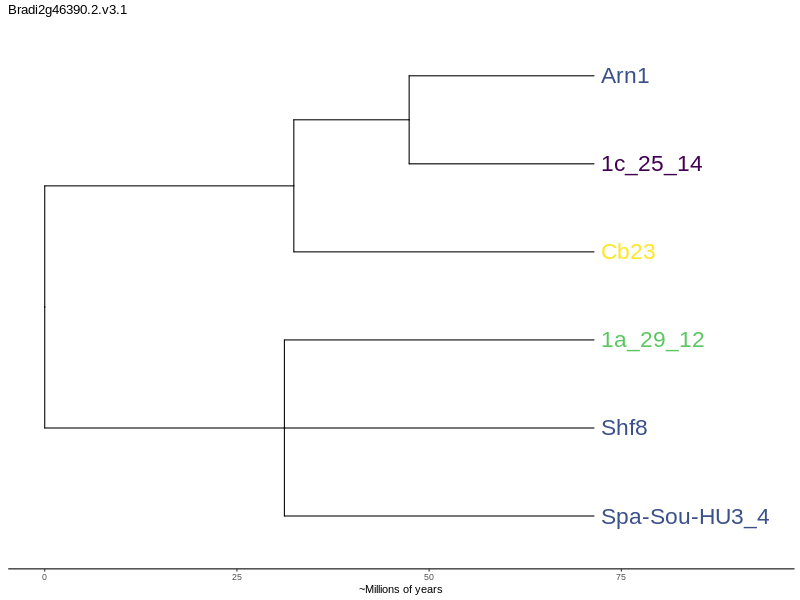 Bradi2g46390.2.v3.1
Arn1
1c_25_14
Cb23
1a_29_12
Shf8
Spa-Sou-HU3_4
0 25 50 75
~Millions of years